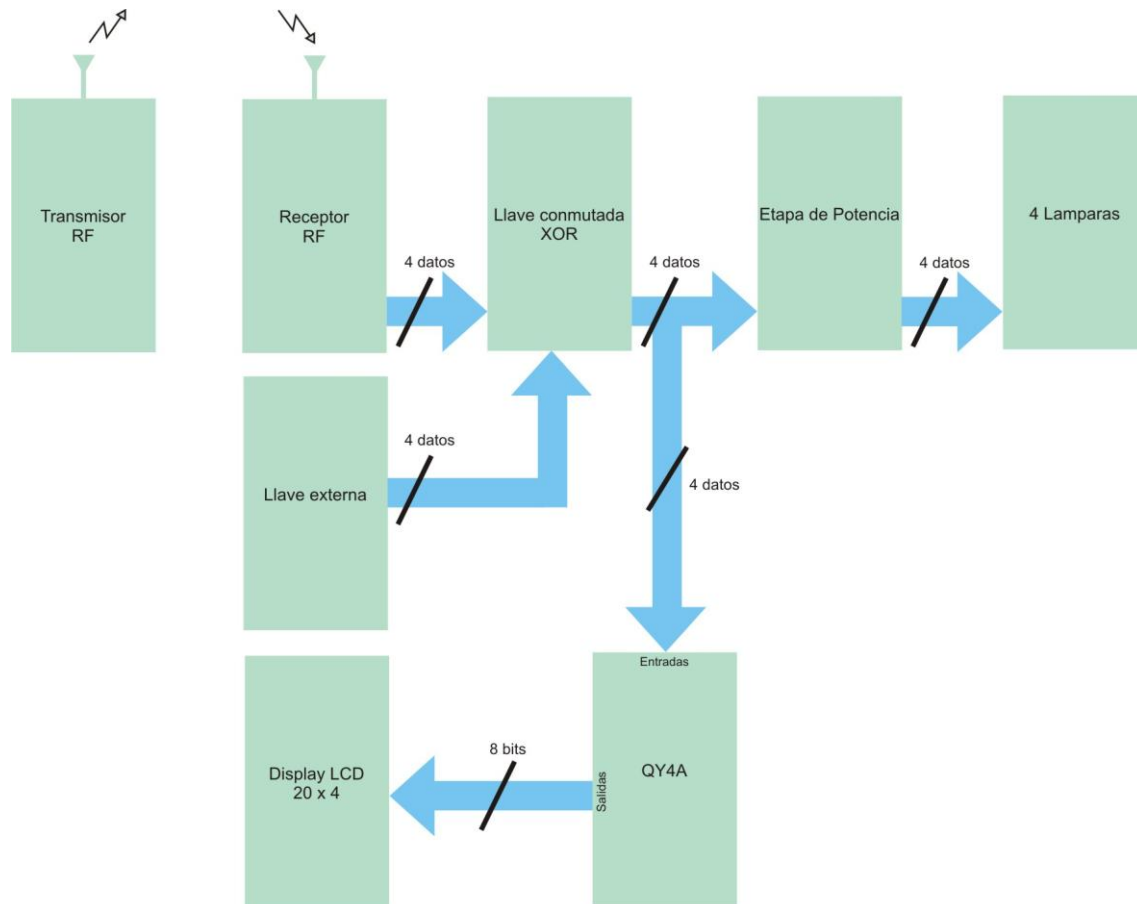 Transmisor
RF
Receptor
RF
4 datos
Llave conmutada
XOR
4 datos
Etapa de Potencia
4 datos
4 Lamparas
Llave externa
4 datos
4 datos
Display LCD
20 x 4
8 bits
Entradas
Salidas
QY4A